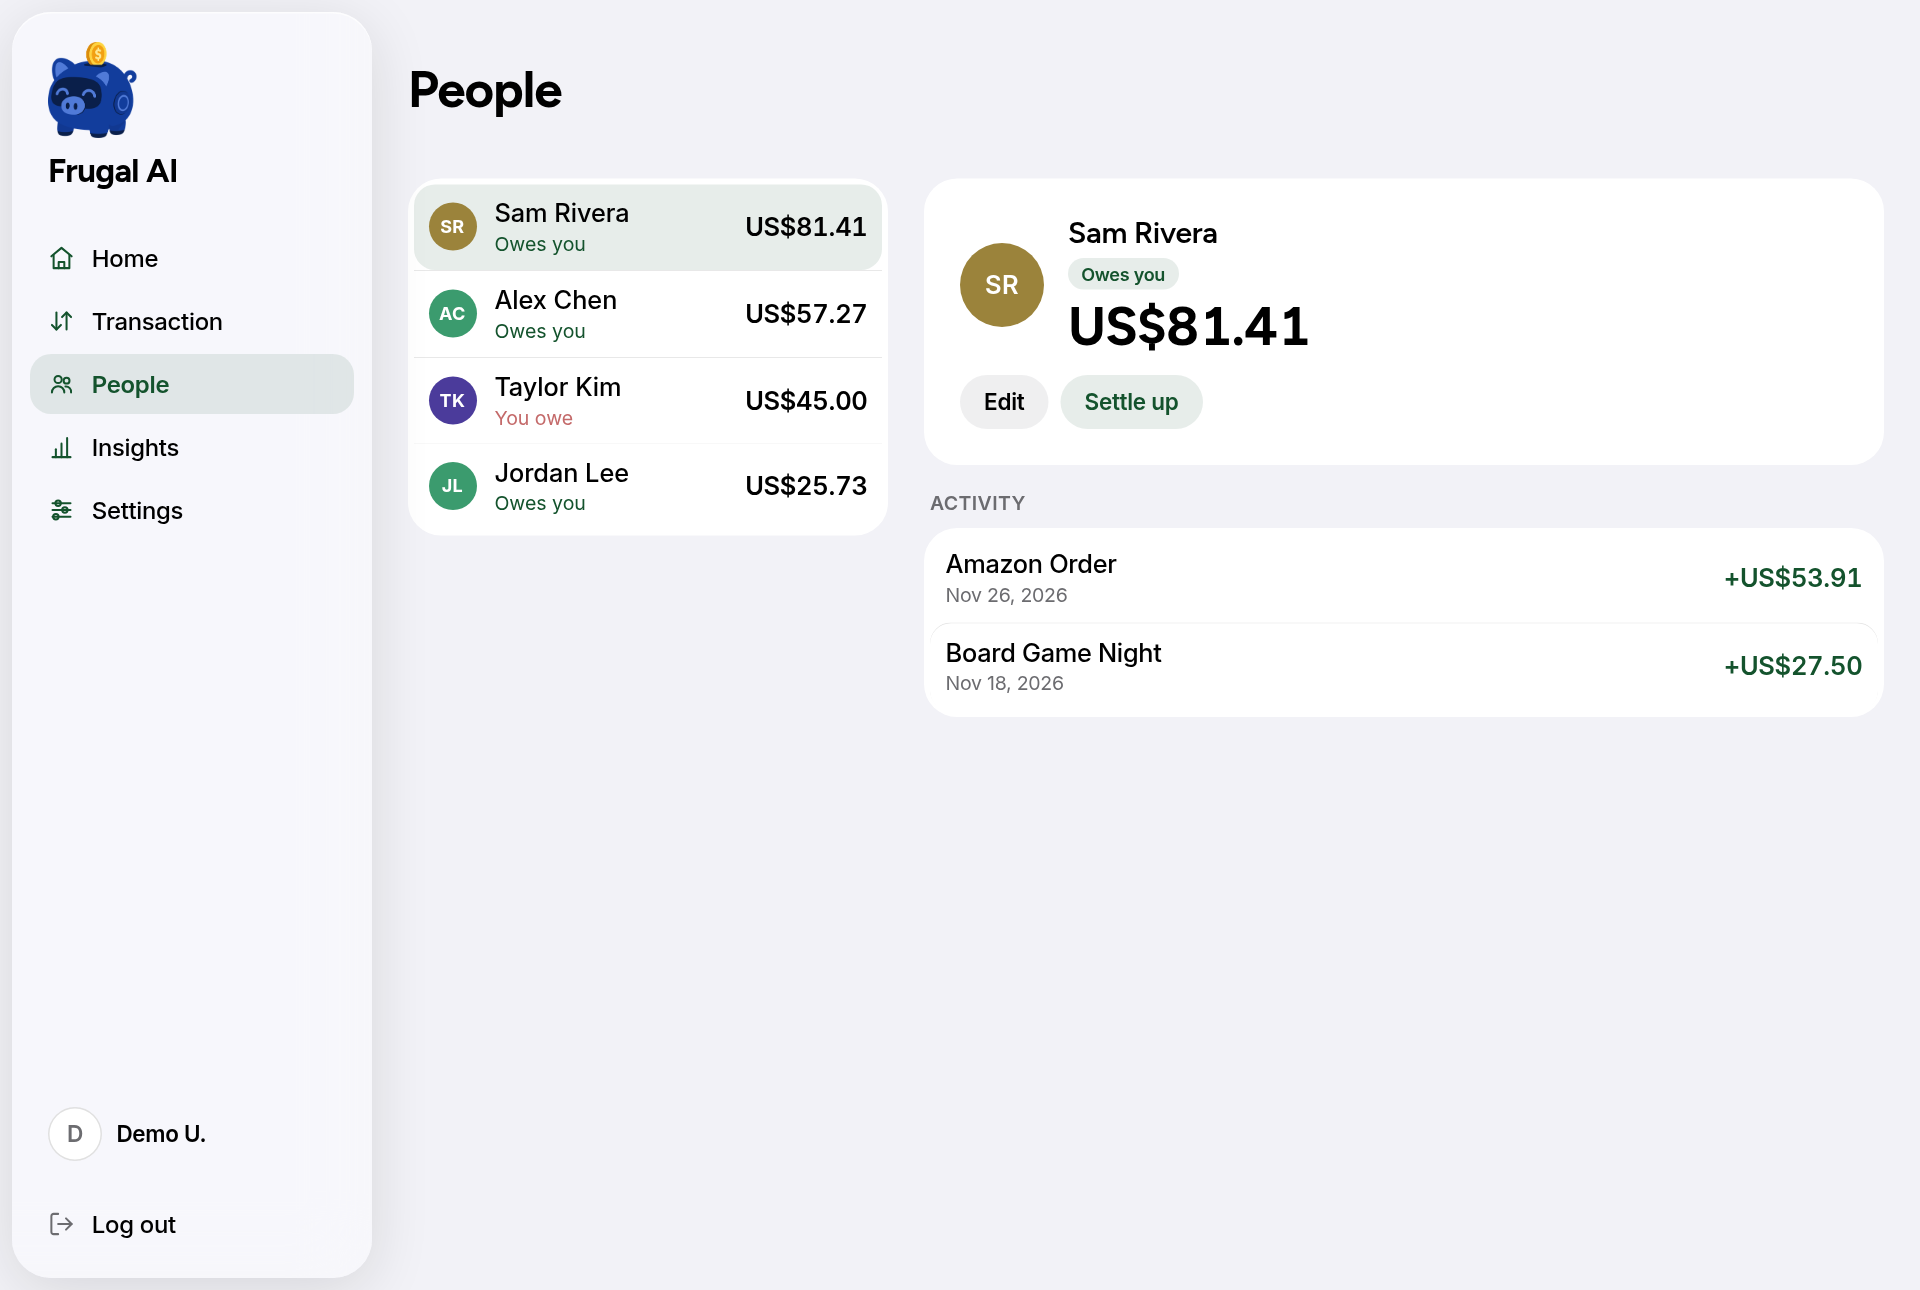 Frugal AI
Home
Transaction
People
Insights
Settings
D
Demo U.
Log out
People
SR
Sam Rivera
Owes you
US$81.41
AC
Alex Chen
Owes you
US$57.27
TK
Taylor Kim
You owe
US$45.00
JL
Jordan Lee
Owes you
US$25.73
SR
Sam Rivera
Owes you
US$81.41
Edit
Settle up
ACTIVITY
Amazon Order
Nov 26, 2026
+US$53.91
Board Game Night
Nov 18, 2026
+US$27.50